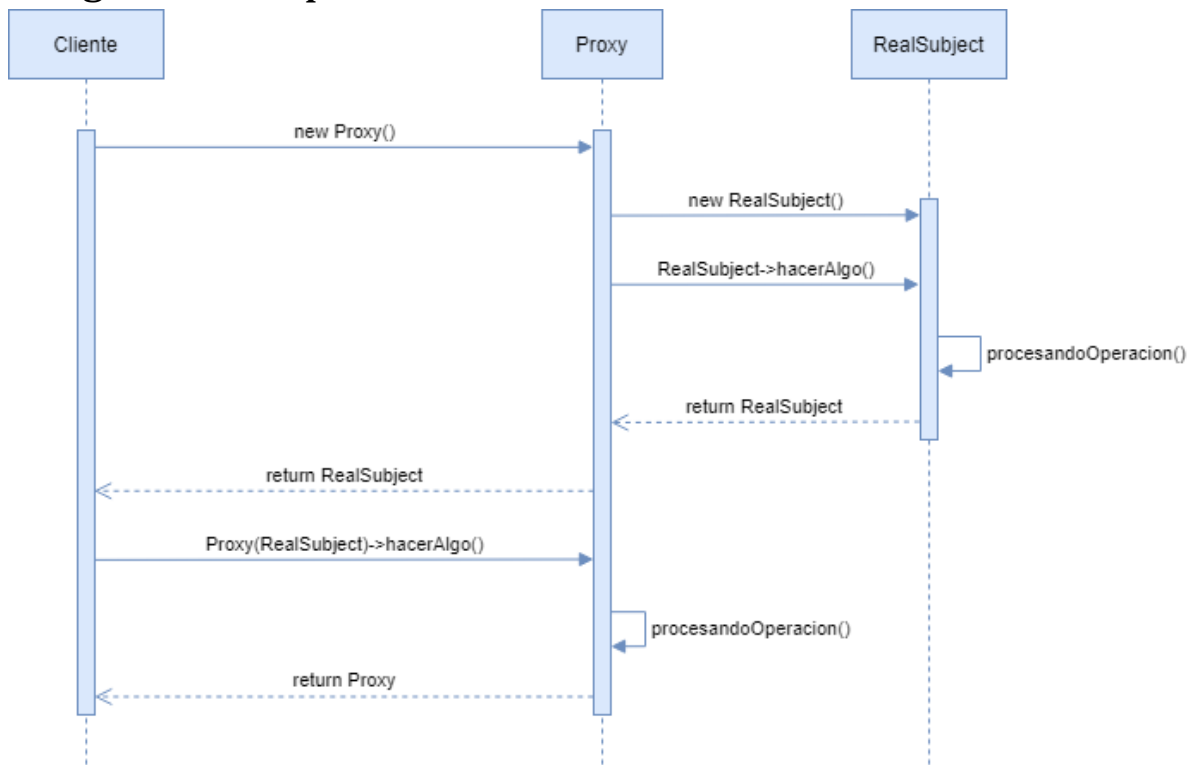 Cliente
Proxy
RealSubject
new Proxy()
new RealSubject()
RealSubject->hacerAlgo()
procesandoOperacion()
return RealSubject
return RealSubject
Proxy(RealSubject)->hacerAlgo()
procesandoOperacion()
return Proxy